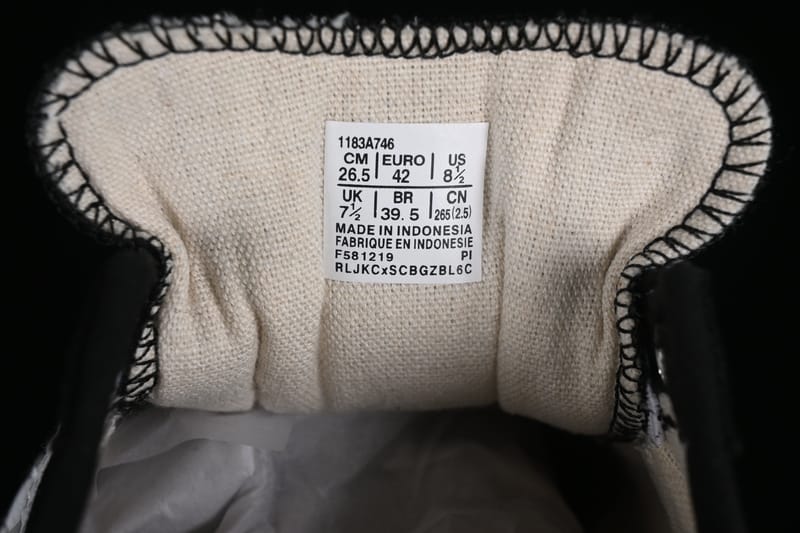 1183A746
CM EURO US
26.5 42 8½
UK BR CN
7½ 39.5 265(2.5)
MADE IN INDONESIA
FABRIQUE EN INDONESIE
F581219 PI
RLJKCxSCBGZBL6C